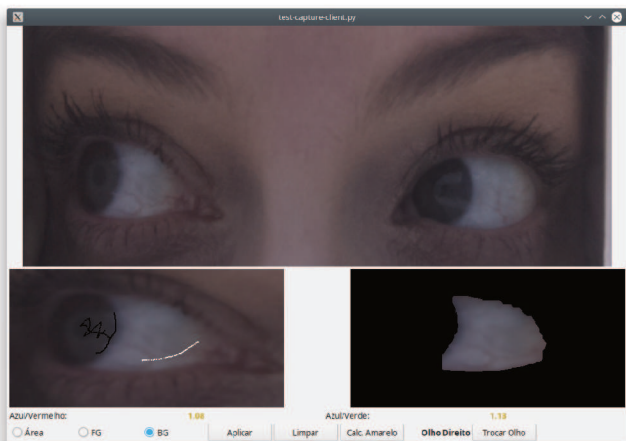 test-capture-client.py
Azul/Vermelho: 1.08 Azul/Verde: 1.13
Área FG BG Aplicar Limpar Calc. Amarelo Olho Direito Trocar Olho